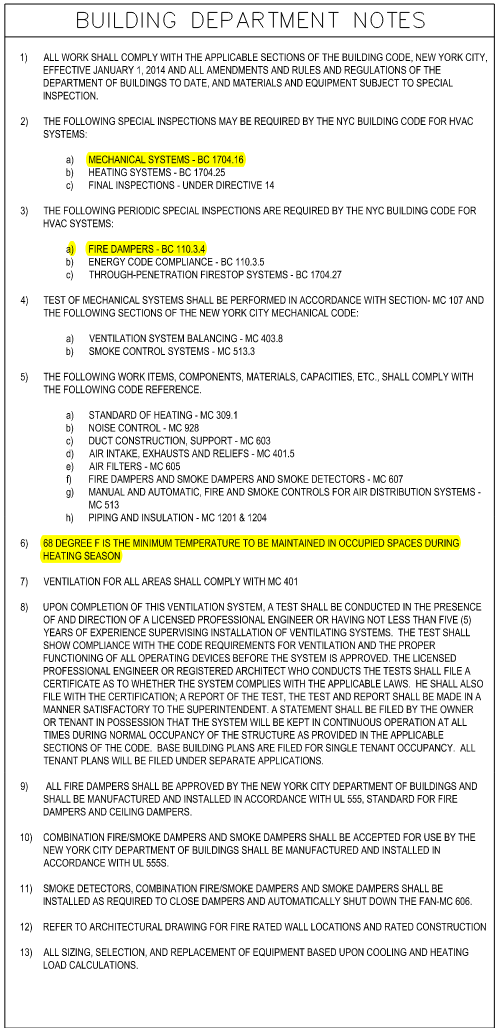 BUILDING DEPARTMENT NOTES
1) ALL WORK SHALL COMPLY WITH THE APPLICABLE SECTIONS OF THE BUILDING CODE, NEW YORK CITY,
EFFECTIVE JANUARY 1, 2014 AND ALL AMENDMENTS AND RULES AND REGULATIONS OF THE
DEPARTMENT OF BUILDINGS TO DATE, AND MATERIALS AND EQUIPMENT SUBJECT TO SPECIAL
INSPECTION.
2) THE FOLLOWING SPECIAL INSPECTIONS MAY BE REQUIRED BY THE NYC BUILDING CODE FOR HVAC
SYSTEMS:
a) MECHANICAL SYSTEMS - BC 1704.16
b) HEATING SYSTEMS - BC 1704.25
c) FINAL INSPECTIONS - UNDER DIRECTIVE 14
3) THE FOLLOWING PERIODIC SPECIAL INSPECTIONS ARE REQUIRED BY THE NYC BUILDING CODE FOR
HVAC SYSTEMS:
a) FIRE DAMPERS - BC 110.3.4
b) ENERGY CODE COMPLIANCE - BC 110.3.5
c) THROUGH-PENETRATION FIRESTOP SYSTEMS - BC 1704.27
4) TEST OF MECHANICAL SYSTEMS SHALL BE PERFORMED IN ACCORDANCE WITH SECTION- MC 107 AND
THE FOLLOWING SECTIONS OF THE NEW YORK CITY MECHANICAL CODE:
a) VENTILATION SYSTEM BALANCING - MC 403.8
b) SMOKE CONTROL SYSTEMS - MC 513.3
5) THE FOLLOWING WORK ITEMS, COMPONENTS, MATERIALS, CAPACITIES, ETC., SHALL COMPLY WITH
THE FOLLOWING CODE REFERENCE.
a) STANDARD OF HEATING - MC 309.1
b) NOISE CONTROL - MC 928
c) DUCT CONSTRUCTION, SUPPORT - MC 603
d) AIR INTAKE, EXHAUSTS AND RELIEFS - MC 401.5
e) AIR FILTERS - MC 605
f) FIRE DAMPERS AND SMOKE DAMPERS AND SMOKE DETECTORS - MC 607
g) MANUAL AND AUTOMATIC, FIRE AND SMOKE CONTROLS FOR AIR DISTRIBUTION SYSTEMS -
MC 513
h) PIPING AND INSULATION - MC 1201 & 1204
6) 68 DEGREE F IS THE MINIMUM TEMPERATURE TO BE MAINTAINED IN OCCUPIED SPACES DURING
HEATING SEASON
7) VENTILATION FOR ALL AREAS SHALL COMPLY WITH MC 401
8) UPON COMPLETION OF THIS VENTILATION SYSTEM, A TEST SHALL BE CONDUCTED IN THE PRESENCE
OF AND DIRECTION OF A LICENSED PROFESSIONAL ENGINEER OR HAVING NOT LESS THAN FIVE (5)
YEARS OF EXPERIENCE SUPERVISING INSTALLATION OF VENTILATING SYSTEMS. THE TEST SHALL
SHOW COMPLIANCE WITH THE CODE REQUIREMENTS FOR VENTILATION AND THE PROPER
FUNCTIONING OF ALL OPERATING DEVICES BEFORE THE SYSTEM IS APPROVED. THE LICENSED
PROFESSIONAL ENGINEER OR REGISTERED ARCHITECT WHO CONDUCTS THE TESTS SHALL FILE A
CERTIFICATE AS TO WHETHER THE SYSTEM COMPLIES WITH THE APPLICABLE LAWS. HE SHALL ALSO
FILE WITH THE CERTIFICATION; A REPORT OF THE TEST, THE TEST AND REPORT SHALL BE MADE IN A
MANNER SATISFACTORY TO THE SUPERINTENDENT. A STATEMENT SHALL BE FILED BY THE OWNER
OR TENANT IN POSSESSION THAT THE SYSTEM WILL BE KEPT IN CONTINUOUS OPERATION AT ALL
TIMES DURING NORMAL OCCUPANCY OF THE STRUCTURE AS PROVIDED IN THE APPLICABLE
SECTIONS OF THE CODE. BASE BUILDING PLANS ARE FILED FOR SINGLE TENANT OCCUPANCY. ALL
TENANT PLANS WILL BE FILED UNDER SEPARATE APPLICATIONS.
9) ALL FIRE DAMPERS SHALL BE APPROVED BY THE NEW YORK CITY DEPARTMENT OF BUILDINGS AND
SHALL BE MANUFACTURED AND INSTALLED IN ACCORDANCE WITH UL 555, STANDARD FOR FIRE
DAMPERS AND CEILING DAMPERS.
10) COMBINATION FIRE/SMOKE DAMPERS AND SMOKE DAMPERS SHALL BE ACCEPTED FOR USE BY THE
NEW YORK CITY DEPARTMENT OF BUILDINGS SHALL BE MANUFACTURED AND INSTALLED IN
ACCORDANCE WITH UL 555S.
11) SMOKE DETECTORS, COMBINATION FIRE/SMOKE DAMPERS AND SMOKE DAMPERS SHALL BE
INSTALLED AS REQUIRED TO CLOSE DAMPERS AND AUTOMATICALLY SHUT DOWN THE FAN-MC 606.
12) REFER TO ARCHITECTURAL DRAWING FOR FIRE RATED WALL LOCATIONS AND RATED CONSTRUCTION
13) ALL SIZING, SELECTION, AND REPLACEMENT OF EQUIPMENT BASED UPON COOLING AND HEATING
LOAD CALCULATIONS.